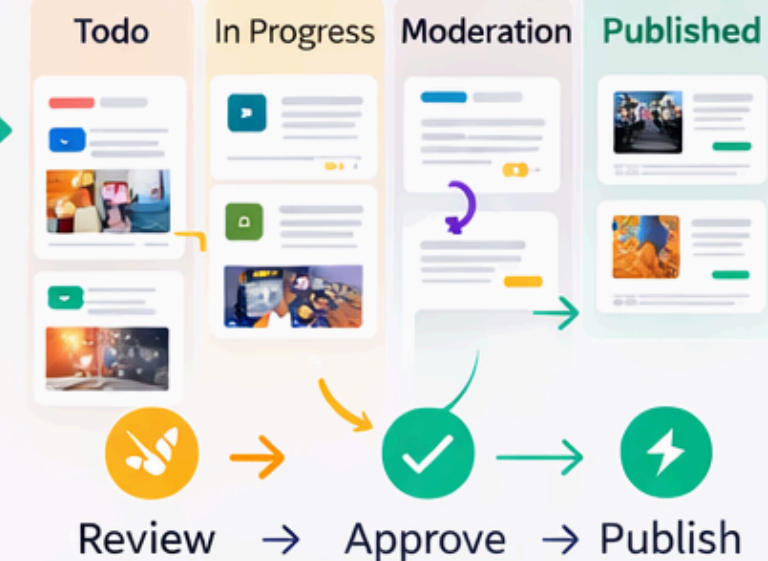 Todo
In Progress
Moderation
Published
Review → Approve → Publish